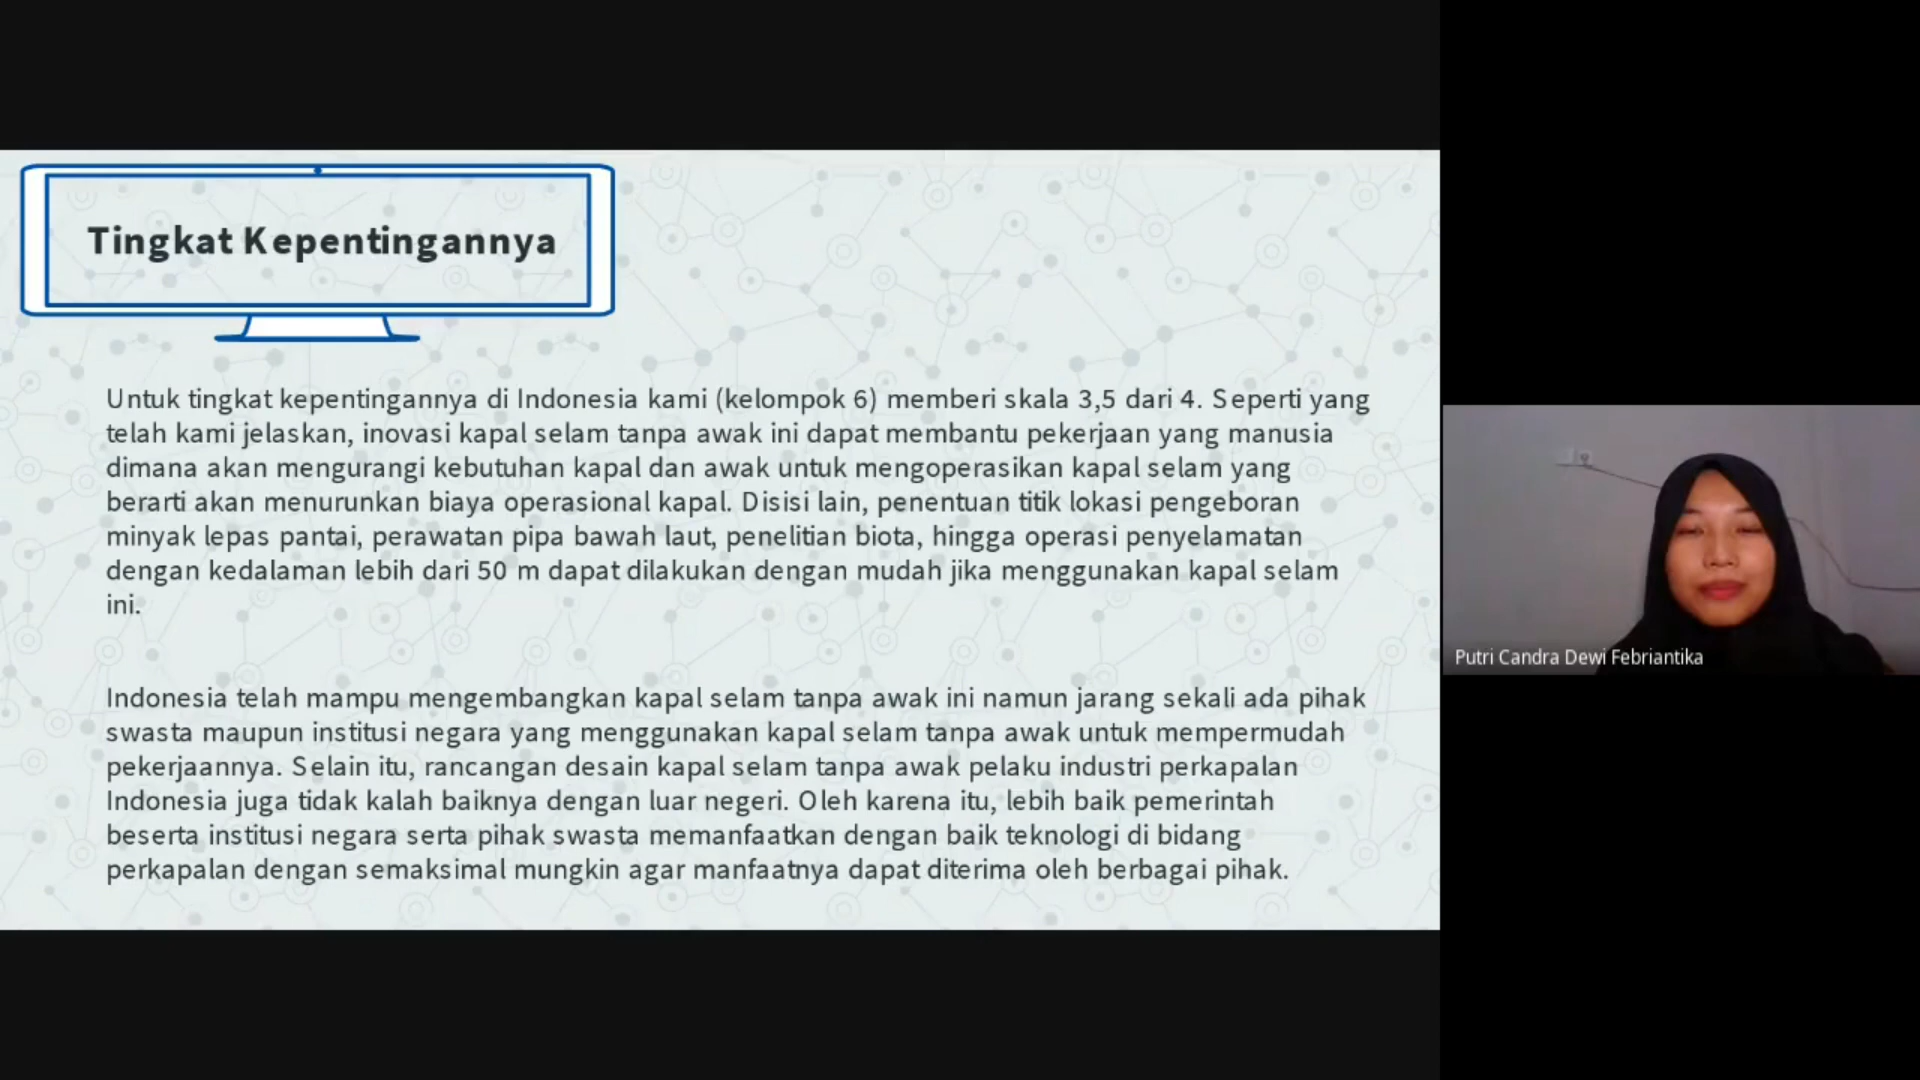 Tingkat Kepentingannya
Untuk tingkat kepentingannya di Indonesia kami (kelompok 6) memberi skala 3,5 dari 4. Seperti yang
telah kami jelaskan, inovasi kapal selam tanpa awak ini dapat membantu pekerjaan yang manusia
dimana akan mengurangi kebutuhan kapal dan awak untuk mengoperasikan kapal selam yang
berarti akan menurunkan biaya operasional kapal. Disisi lain, penentuan titik lokasi pengeboran
minyak lepas pantai, perawatan pipa bawah laut, penelitian biota, hingga operasi penyelamatan
dengan kedalaman lebih dari 50 m dapat dilakukan dengan mudah jika menggunakan kapal selam
ini.
Indonesia telah mampu mengembangkan kapal selam tanpa awak ini namun jarang sekali ada pihak
swasta maupun institusi negara yang menggunakan kapal selam tanpa awak untuk mempermudah
pekerjaannya. Selain itu, rancangan desain kapal selam tanpa awak pelaku industri perkapalan
Indonesia juga tidak kalah baiknya dengan luar negeri. Oleh karena itu, lebih baik pemerintah
beserta institusi negara serta pihak swasta memanfaatkan dengan baik teknologi di bidang
perkapalan dengan semaksimal mungkin agar manfaatnya dapat diterima oleh berbagai pihak.
Putri Candra Dewi Febriantika